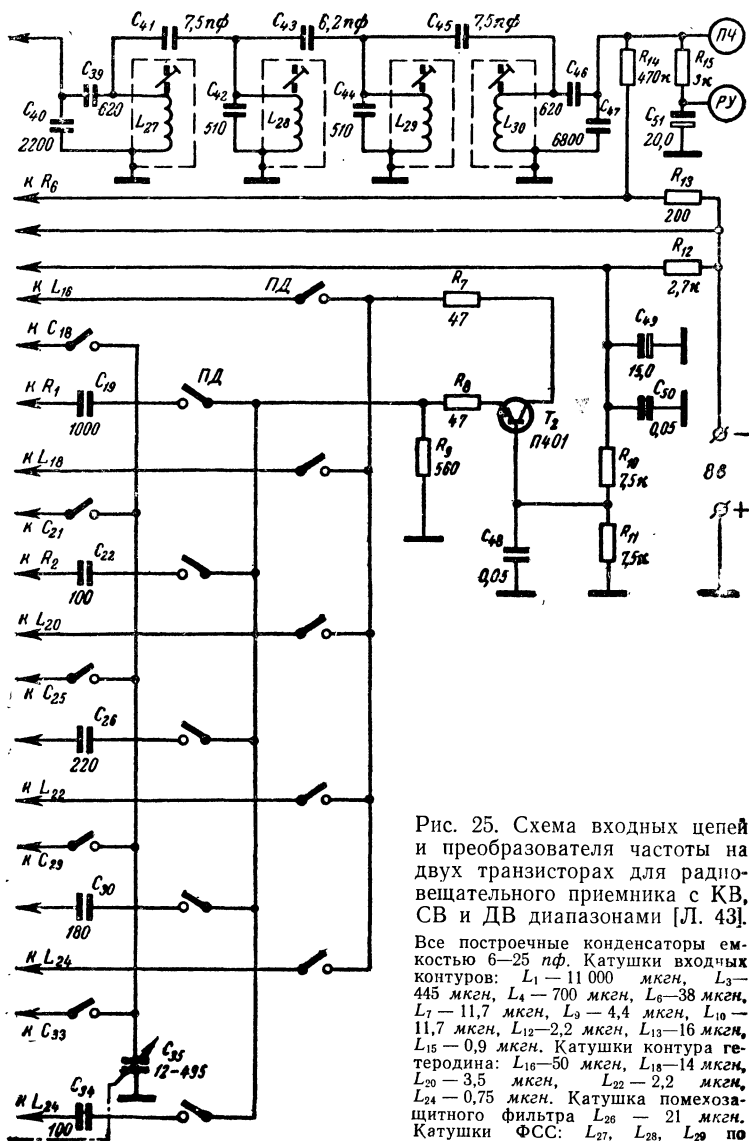 C41 7,5пф C43 6,2пф C45 7,5пф
ПЧ
R14 470к R15 3к
C39 620 C46 620
C40 2200 L27 C42 510 L28 C44 510 L29 L30 C47 6800
РУ
C51 20,0
к R6
R13 200
R12 2,7к
к L16 ПД R7 47
к C18
C49 15,0
к R1 C19 1000 ПД
R8 47 T2 П401
C50 0,05
R9 560
к L18
R10 7,5к
− 8в +
к C21
к R2 C22 100
C48 0,05
R11 7,5к
к L20
к C25
C26 220
к L22
к C29
C30 180
к L24
к C33
C35 12-495
к L24 C34 100
Рис. 25. Схема входных цепей
и преобразователя частоты на
двух транзисторах для радио-
вещательного приемника с КВ,
СВ и ДВ диапазонами [Л. 43].
Все построечные конденсаторы ем-
костью 6—25 пф. Катушки входных
контуров: L1 — 11 000 мкгн, L3—
445 мкгн, L4 — 700 мкгн, L6—38 мкгн,
L7 — 11,7 мкгн, L9 — 4,4 мкгн, L10 —
11,7 мкгн, L12—2,2 мкгн, L13—16 мкгн,
L15 — 0,9 мкгн. Катушки контура ге-
теродина: L16—50 мкгн, L18—14 мкгн,
L20 — 3,5 мкгн, L22 — 2,2 мкгн,
L24 — 0,75 мкгн. Катушка помехоза-
щитного фильтра L26 — 21 мкгн.
Катушки ФСС: L27, L28, L29 по